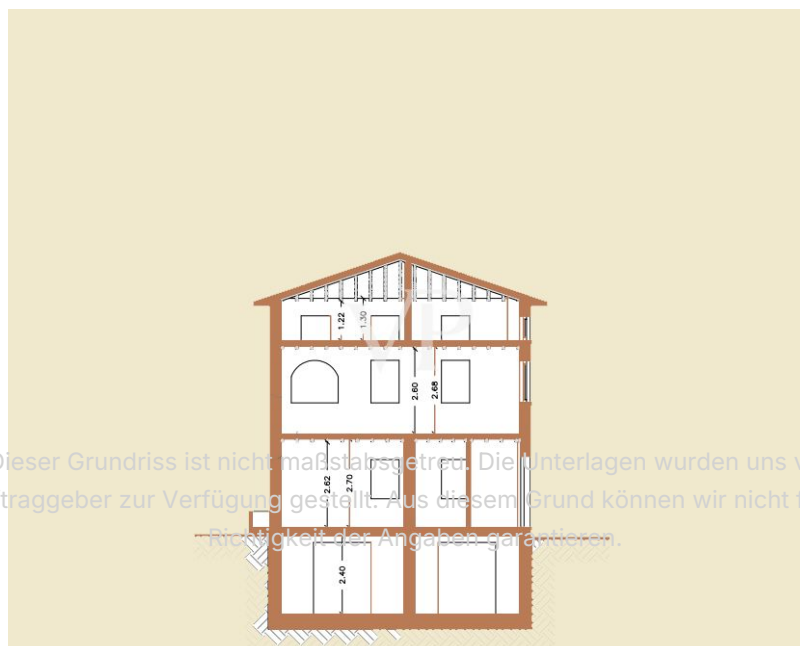 VP
1.22
1.30
2.60
2.68
Dieser Grundriss ist nicht maßstabsgetreu. Die Unterlagen wurden uns v
2.62
2.70
traggeber zur Verfügung gestellt. Aus diesem Grund können wir nicht f
Richtigkeit der Angaben garantieren.
2.40